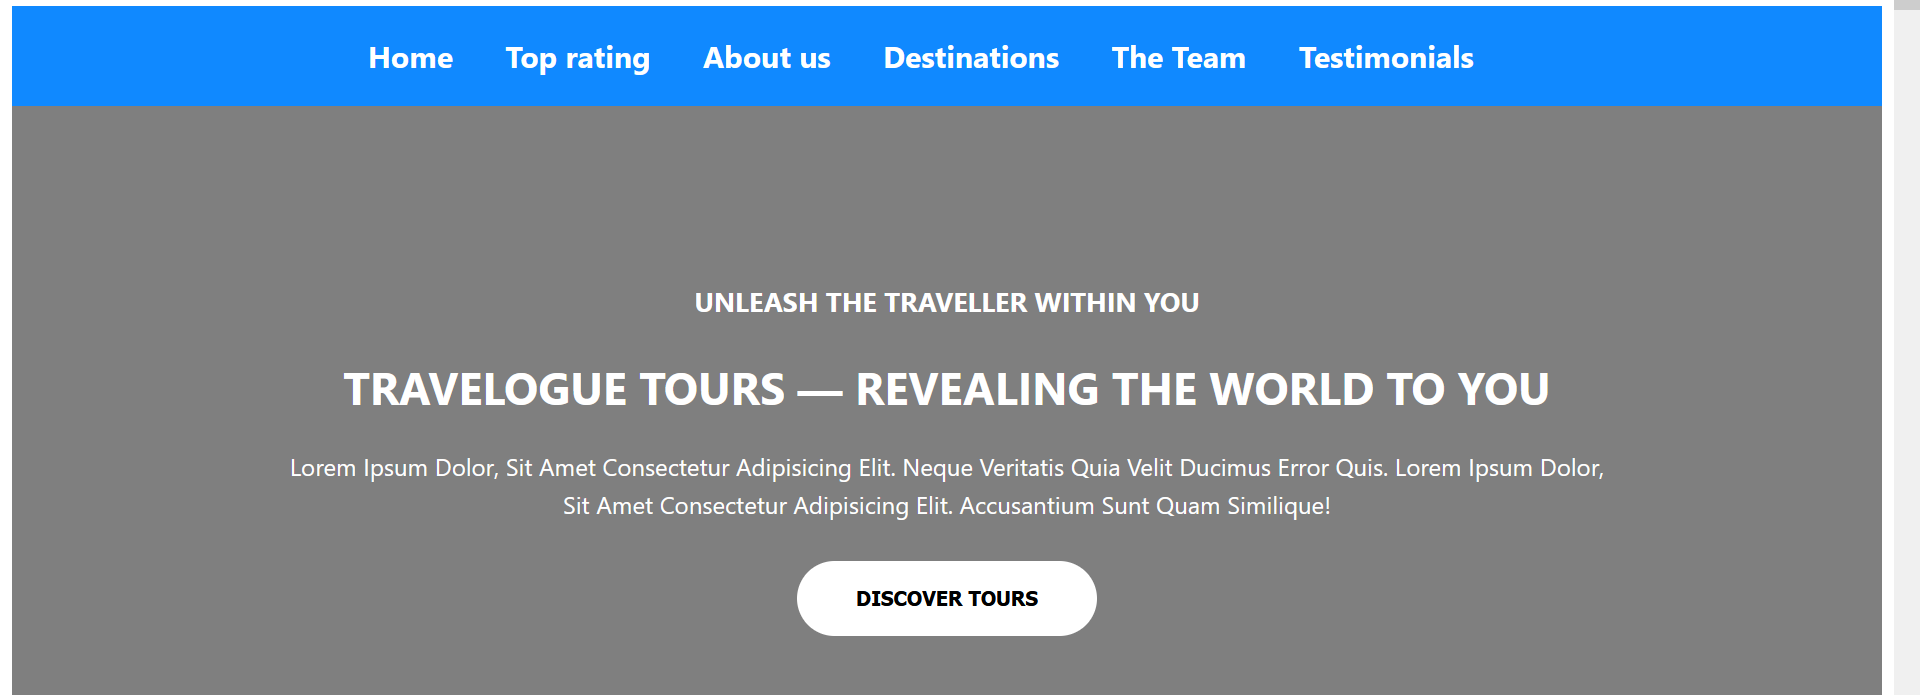 Home Top rating About us Destinations The Team Testimonials
UNLEASH THE TRAVELLER WITHIN YOU
TRAVELOGUE TOURS — REVEALING THE WORLD TO YOU
Lorem Ipsum Dolor, Sit Amet Consectetur Adipisicing Elit. Neque Veritatis Quia Velit Ducimus Error Quis. Lorem Ipsum Dolor,
Sit Amet Consectetur Adipisicing Elit. Accusantium Sunt Quam Similique!
DISCOVER TOURS